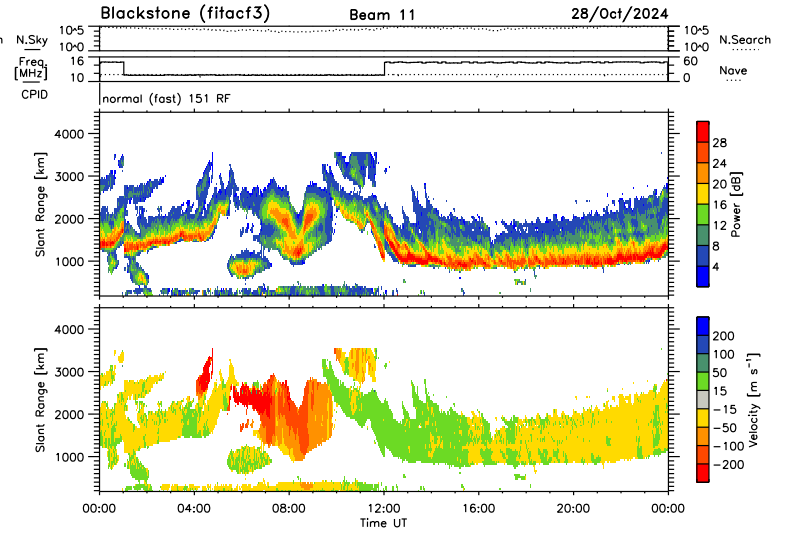 Blackstone (fitacf3) Beam 11 28/Oct/2024
n N.Sky 10^5 10^0 10^5 10^0 N.Search
Freq. [MHz] 16 10 60 0 Nave
CPID normal (fast) 151 RF
Slant Range [km] 4000 3000 2000 1000
28 24 20 16 12 8 4 Power [dB]
Slant Range [km] 4000 3000 2000 1000
200 100 50 15 −15 −50 −100 −200 Velocity [m s⁻¹]
00:00 04:00 08:00 12:00 16:00 20:00 00:00
Time UT